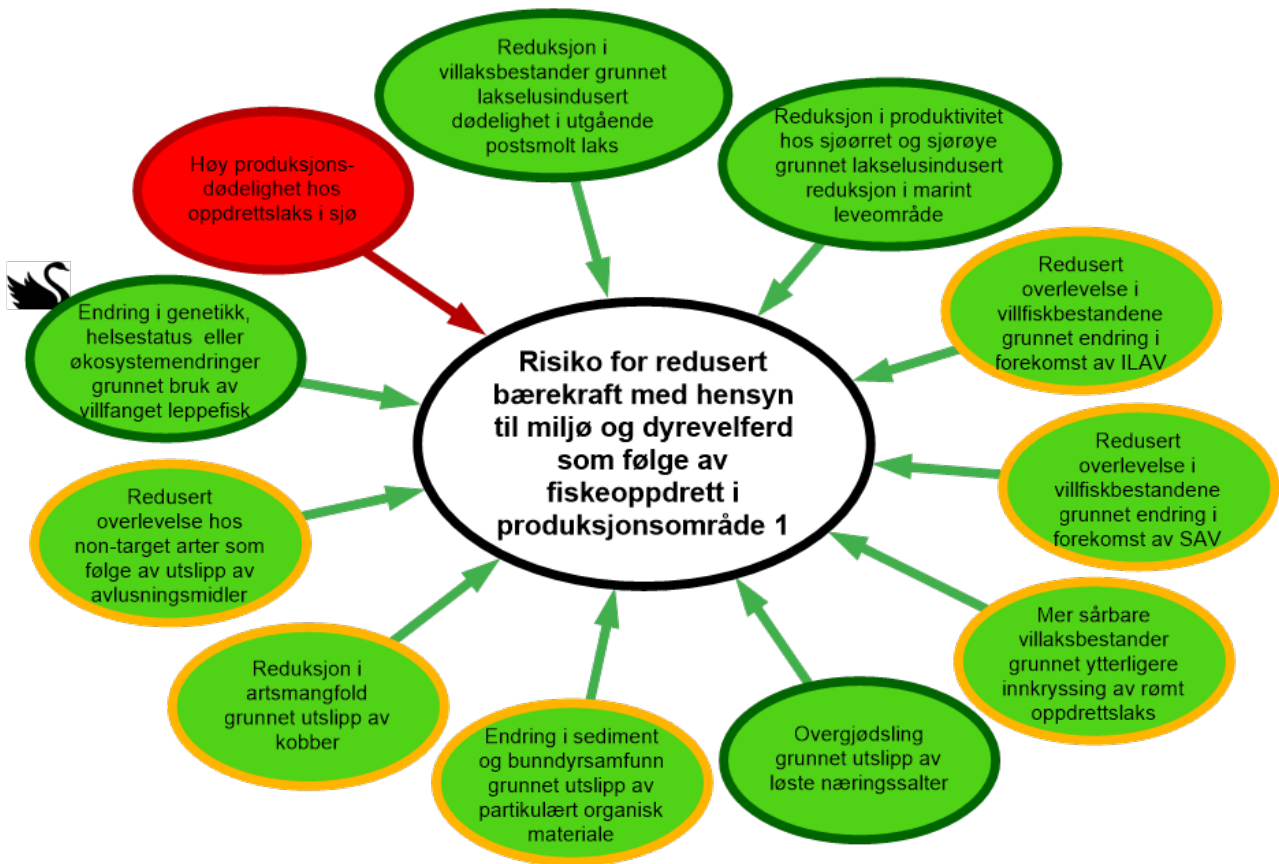 Reduksjon i
villaksbestander grunnet
lakselusindusert
dødelighet i utgående
postsmolt laks
Reduksjon i produktivitet
hos sjøørret og sjørøye
grunnet lakselusindusert
reduksjon i marint
leveområde
Redusert
overlevelse i
villfiskbestandene
grunnet endring i
forekomst av ILAV
Redusert
overlevelse i
villfiskbestandene
grunnet endring i
forekomst av SAV
Mer sårbare
villaksbestander
grunnet ytterligere
innkryssing av rømt
oppdrettslaks
Overgjødsling
grunnet utslipp av
løste næringssalter
Endring i sediment
og bunndyrsamfunn
grunnet utslipp av
partikulært organisk
materiale
Reduksjon i
artsmangfold
grunnet utslipp av
kobber
Redusert
overlevelse hos
non-target arter som
følge av utslipp av
avlusningsmidler
Endring i genetikk,
helsestatus eller
økosystemendringer
grunnet bruk av
villfanget leppefisk
Høy produksjons-
dødelighet hos
oppdrettslaks i sjø
Risiko for redusert
bærekraft med hensyn
til miljø og dyrevelferd
som følge av
fiskeoppdrett i
produksjonsområde 1